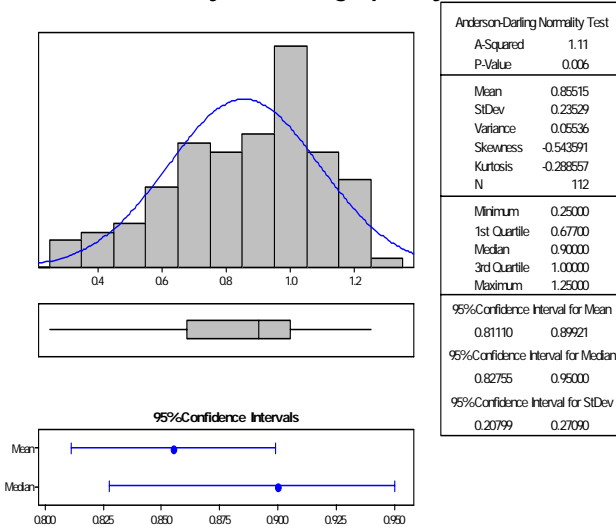 Anderson-Darling Normality Test
A-Squared 1.11
P-Value 0.006
Mean 0.85515
StDev 0.23529
Variance 0.05536
Skewness -0.543591
Kurtosis -0.288557
N 112
Minimum 0.25000
1st Quartile 0.67700
Median 0.90000
3rd Quartile 1.00000
Maximum 1.25000
95% Confidence Interval for Mean
0.81110 0.89921
95% Confidence Interval for Median
0.82755 0.95000
95% Confidence Interval for StDev
0.20799 0.27090
0.4 0.6 0.8 1.0 1.2
95% Confidence Intervals
Mean
Median
0.800 0.825 0.850 0.875 0.900 0.925 0.950